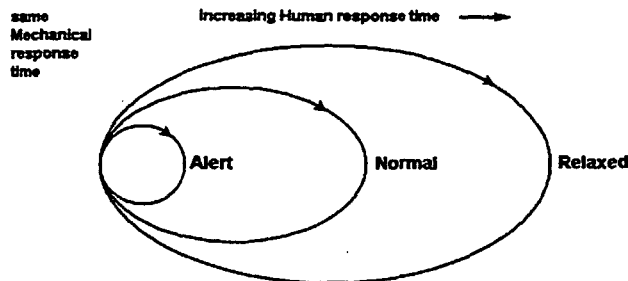 same
Mechanical
response
time
Increasing Human response time
Alert
Normal
Relaxed